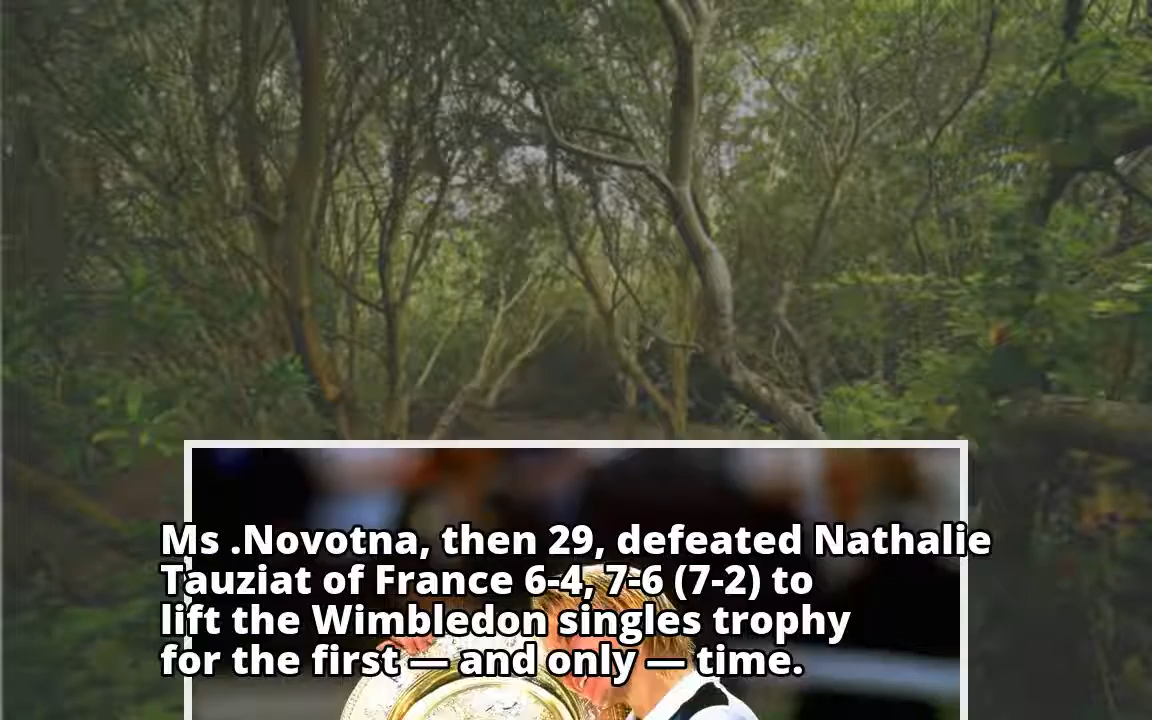 Ms .Novotna, then 29, defeated Nathalie
Tauziat of France 6-4, 7-6 (7-2) to
lift the Wimbledon singles trophy
for the first — and only — time.